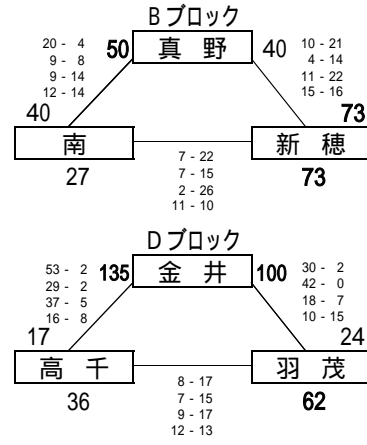 Bブロック
20 - 4
9 - 8
9 - 14
12 - 14
50
真 野
40
10 - 21
4 - 14
11 - 22
15 - 16
40
73
南
新 穂
27
7 - 22
7 - 15
2 - 26
11 - 10
73
Dブロック
53 - 2
29 - 2
37 - 5
16 - 8
135
金 井
100
30 - 2
42 - 0
18 - 7
10 - 15
17
24
高 千
羽 茂
36
8 - 17
7 - 15
9 - 17
12 - 13
62